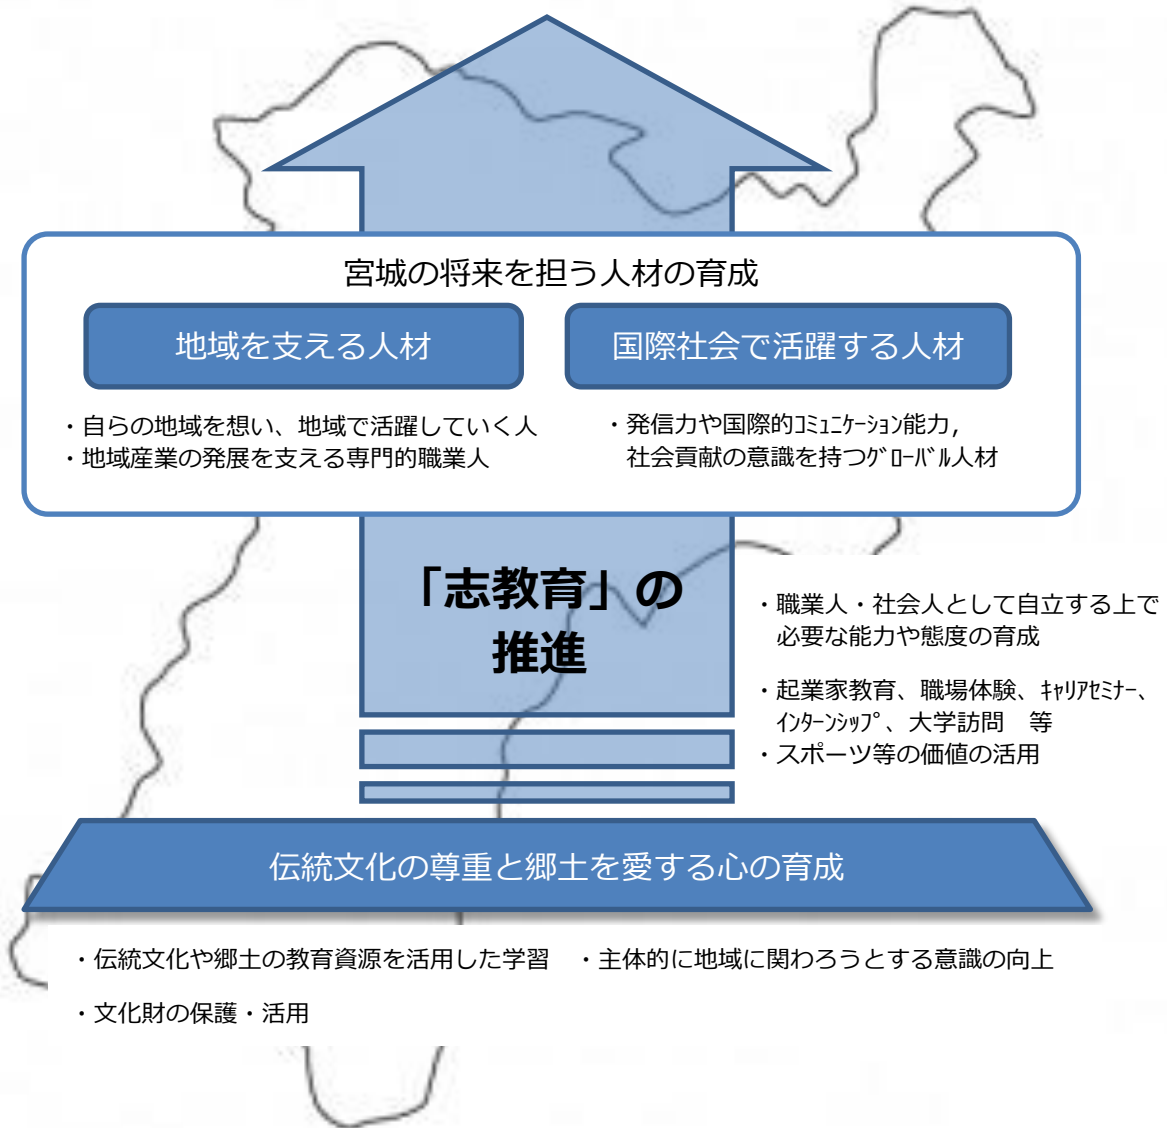 宮城の将来を担う人材の育成
地域を支える人材
国際社会で活躍する人材
・自らの地域を想い、地域で活躍していく人
・地域産業の発展を支える専門的職業人
・発信力や国際的ｺﾐｭﾆｹｰｼｮﾝ能力，
社会貢献の意識を持つｸﾞﾛｰﾊﾞﾙ人材
「志教育」の
推進
・職業人・社会人として自立する上で
必要な能力や態度の育成
・起業家教育、職場体験、ｷｬﾘｱｾﾐﾅｰ、
ｲﾝﾀｰﾝｼｯﾌﾟ、大学訪問　等
・スポーツ等の価値の活用
伝統文化の尊重と郷土を愛する心の育成
・伝統文化や郷土の教育資源を活用した学習　・主体的に地域に関わろうとする意識の向上
・文化財の保護・活用